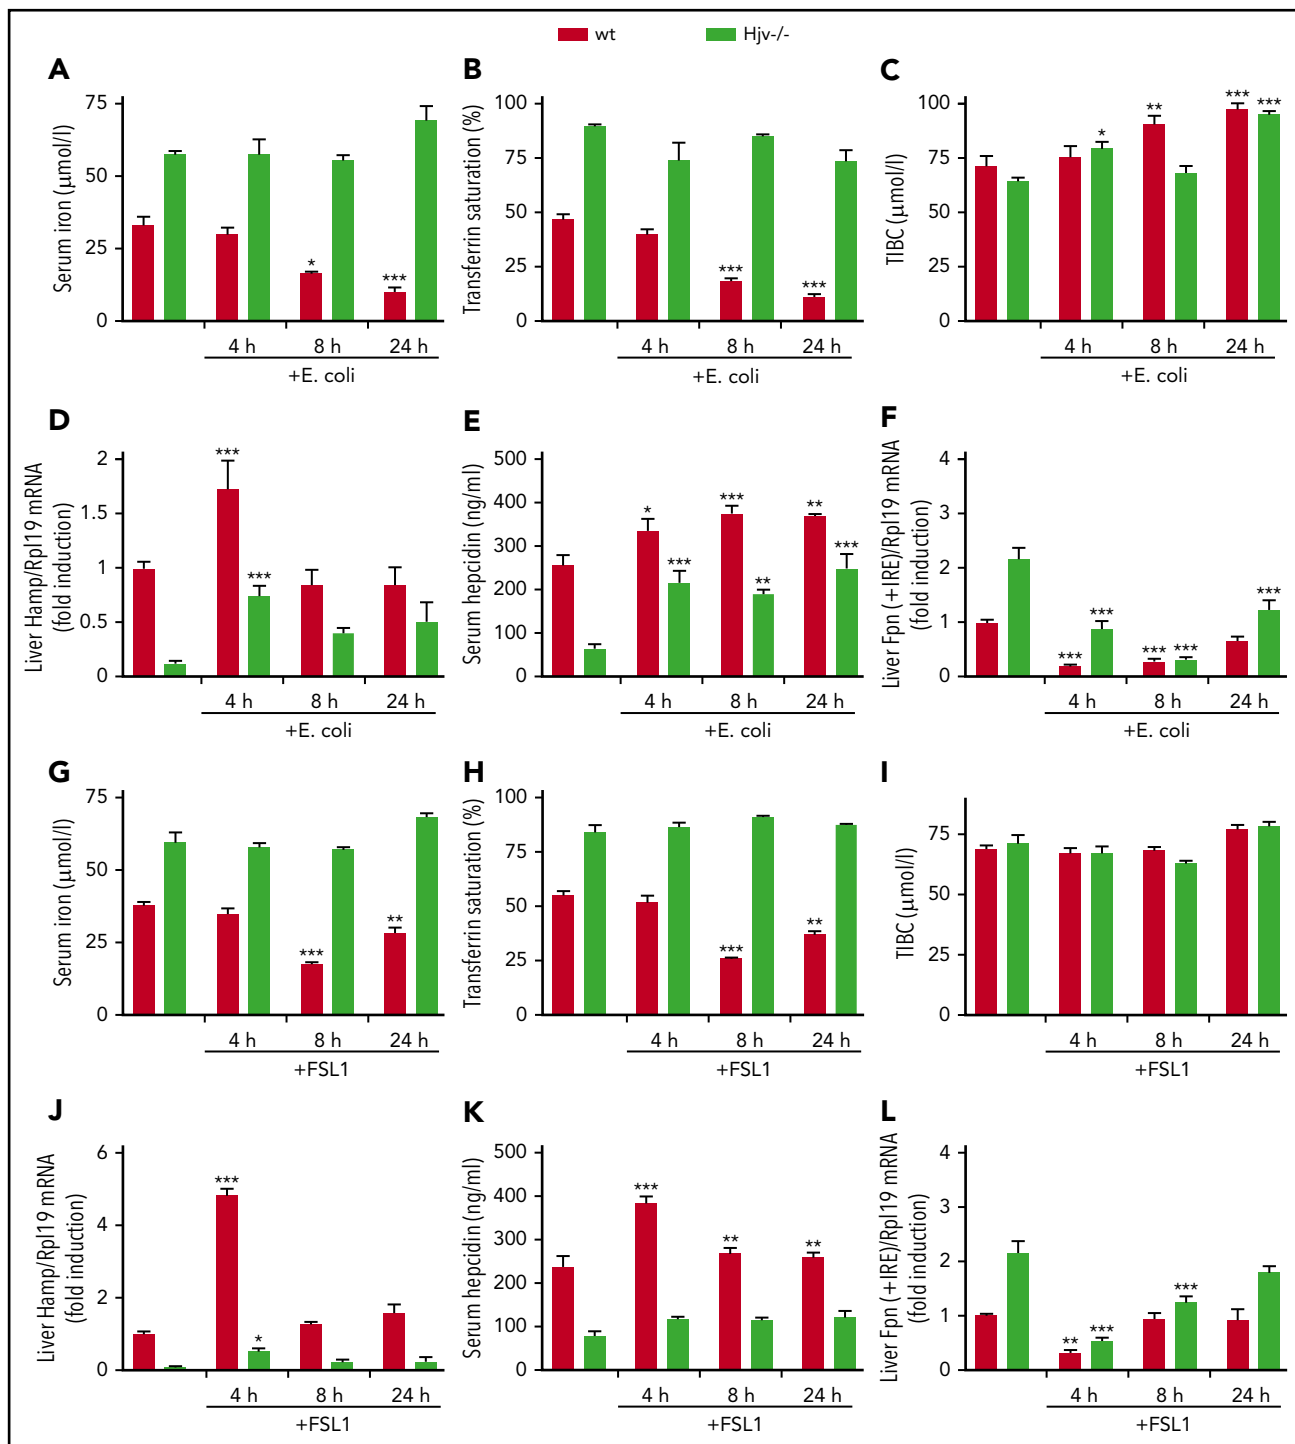 wt Hjv-/-
A B C
Serum iron (µmol/l)
75
50
25
0
*
***
4 h 8 h 24 h
+E. coli
Transferrin saturation (%)
100
75
50
25
0
***
***
4 h 8 h 24 h
+E. coli
TIBC (µmol/l)
100
75
50
25
0
*
**
***
***
4 h 8 h 24 h
+E. coli
D E F
Liver Hamp/Rpl19 mRNA
(fold induction)
2
1.5
1
0.5
0
***
***
4 h 8 h 24 h
+E. coli
Serum hepcidin (ng/ml)
500
400
300
200
100
0
*
***
***
**
**
***
4 h 8 h 24 h
+E. coli
Liver Fpn (+IRE)/Rpl19 mRNA
(fold induction)
4
3
2
1
0
***
***
***
***
***
4 h 8 h 24 h
+E. coli
G H I
Serum iron (µmol/l)
75
50
25
0
***
**
4 h 8 h 24 h
+FSL1
Transferrin saturation (%)
100
75
50
25
0
***
**
4 h 8 h 24 h
+FSL1
TIBC (µmol/l)
75
50
25
0
4 h 8 h 24 h
+FSL1
J K L
Liver Hamp/Rpl19 mRNA
(fold induction)
6
4
2
0
***
*
4 h 8 h 24 h
+FSL1
Serum hepcidin (ng/ml)
500
400
300
200
100
0
***
**
**
4 h 8 h 24 h
+FSL1
Liver Fpn (+IRE)/Rpl19 mRNA
(fold induction)
4
3
2
1
0
**
***
***
4 h 8 h 24 h
+FSL1